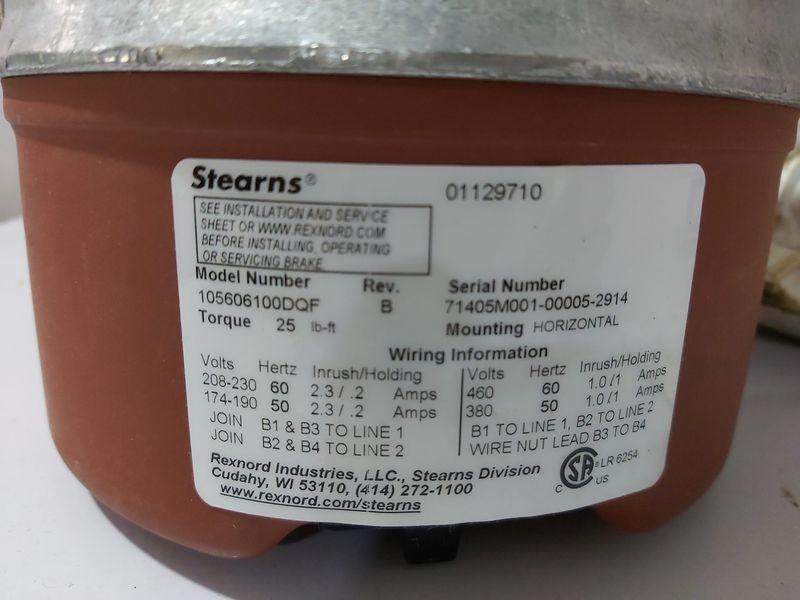 Stearns® 01129710
SEE INSTALLATION AND SERVICE
SHEET OR WWW.REXNORD.COM
BEFORE INSTALLING, OPERATING
OR SERVICING BRAKE
Model Number Rev. Serial Number
105606100DQF B 71405M001-00005-2914
Torque 25 lb-ft Mounting HORIZONTAL
Wiring Information
Volts Hertz Inrush/Holding
208-230 60 2.3 / .2 Amps
174-190 50 2.3 / .2 Amps
JOIN B1 & B3 TO LINE 1
JOIN B2 & B4 TO LINE 2
Volts Hertz Inrush/Holding
460 60 1.0 /1 Amps
380 50 1.0 /1 Amps
B1 TO LINE 1, B2 TO LINE 2
WIRE NUT LEAD B3 TO B4
Rexnord Industries, LLC., Stearns Division
Cudahy, WI 53110, (414) 272-1100
www.rexnord.com/stearns
C SA® US LR 6254